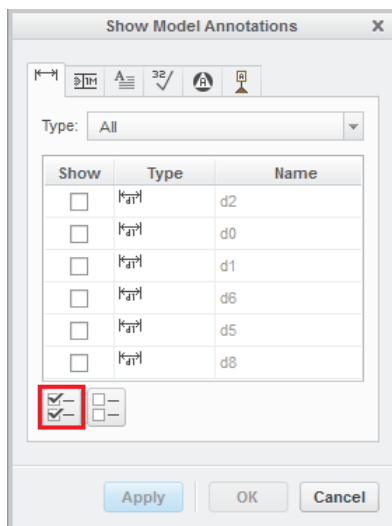 Show Model Annotations X
Type: All
Show Type Name
d2
d0
d1
d6
d5
d8
Apply OK Cancel